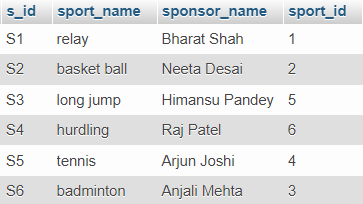 s_id sport_name sponsor_name sport_id
S1 relay Bharat Shah 1
S2 basket ball Neeta Desai 2
S3 long jump Himansu Pandey 5
S4 hurdling Raj Patel 6
S5 tennis Arjun Joshi 4
S6 badminton Anjali Mehta 3